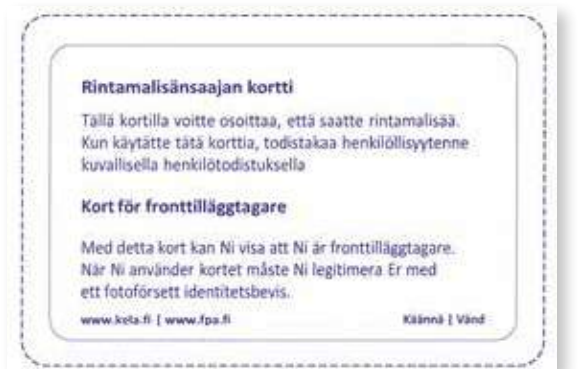 Rintamalisänsaajan kortti
Tällä kortilla voitte osoittaa, että saatte rintamalisää.
Kun käytätte tätä korttia, todistakaa henkilöllisyytenne
kuvallisella henkilötodistuksella
Kort för fronttilläggtagare
Med detta kort kan Ni visa att Ni är fronttilläggtagare.
När Ni använder kortet måste Ni legitimera Er med
ett fotoförsett identitetsbevis.
www.kela.fi | www.fpa.fi Käännä | Vänd